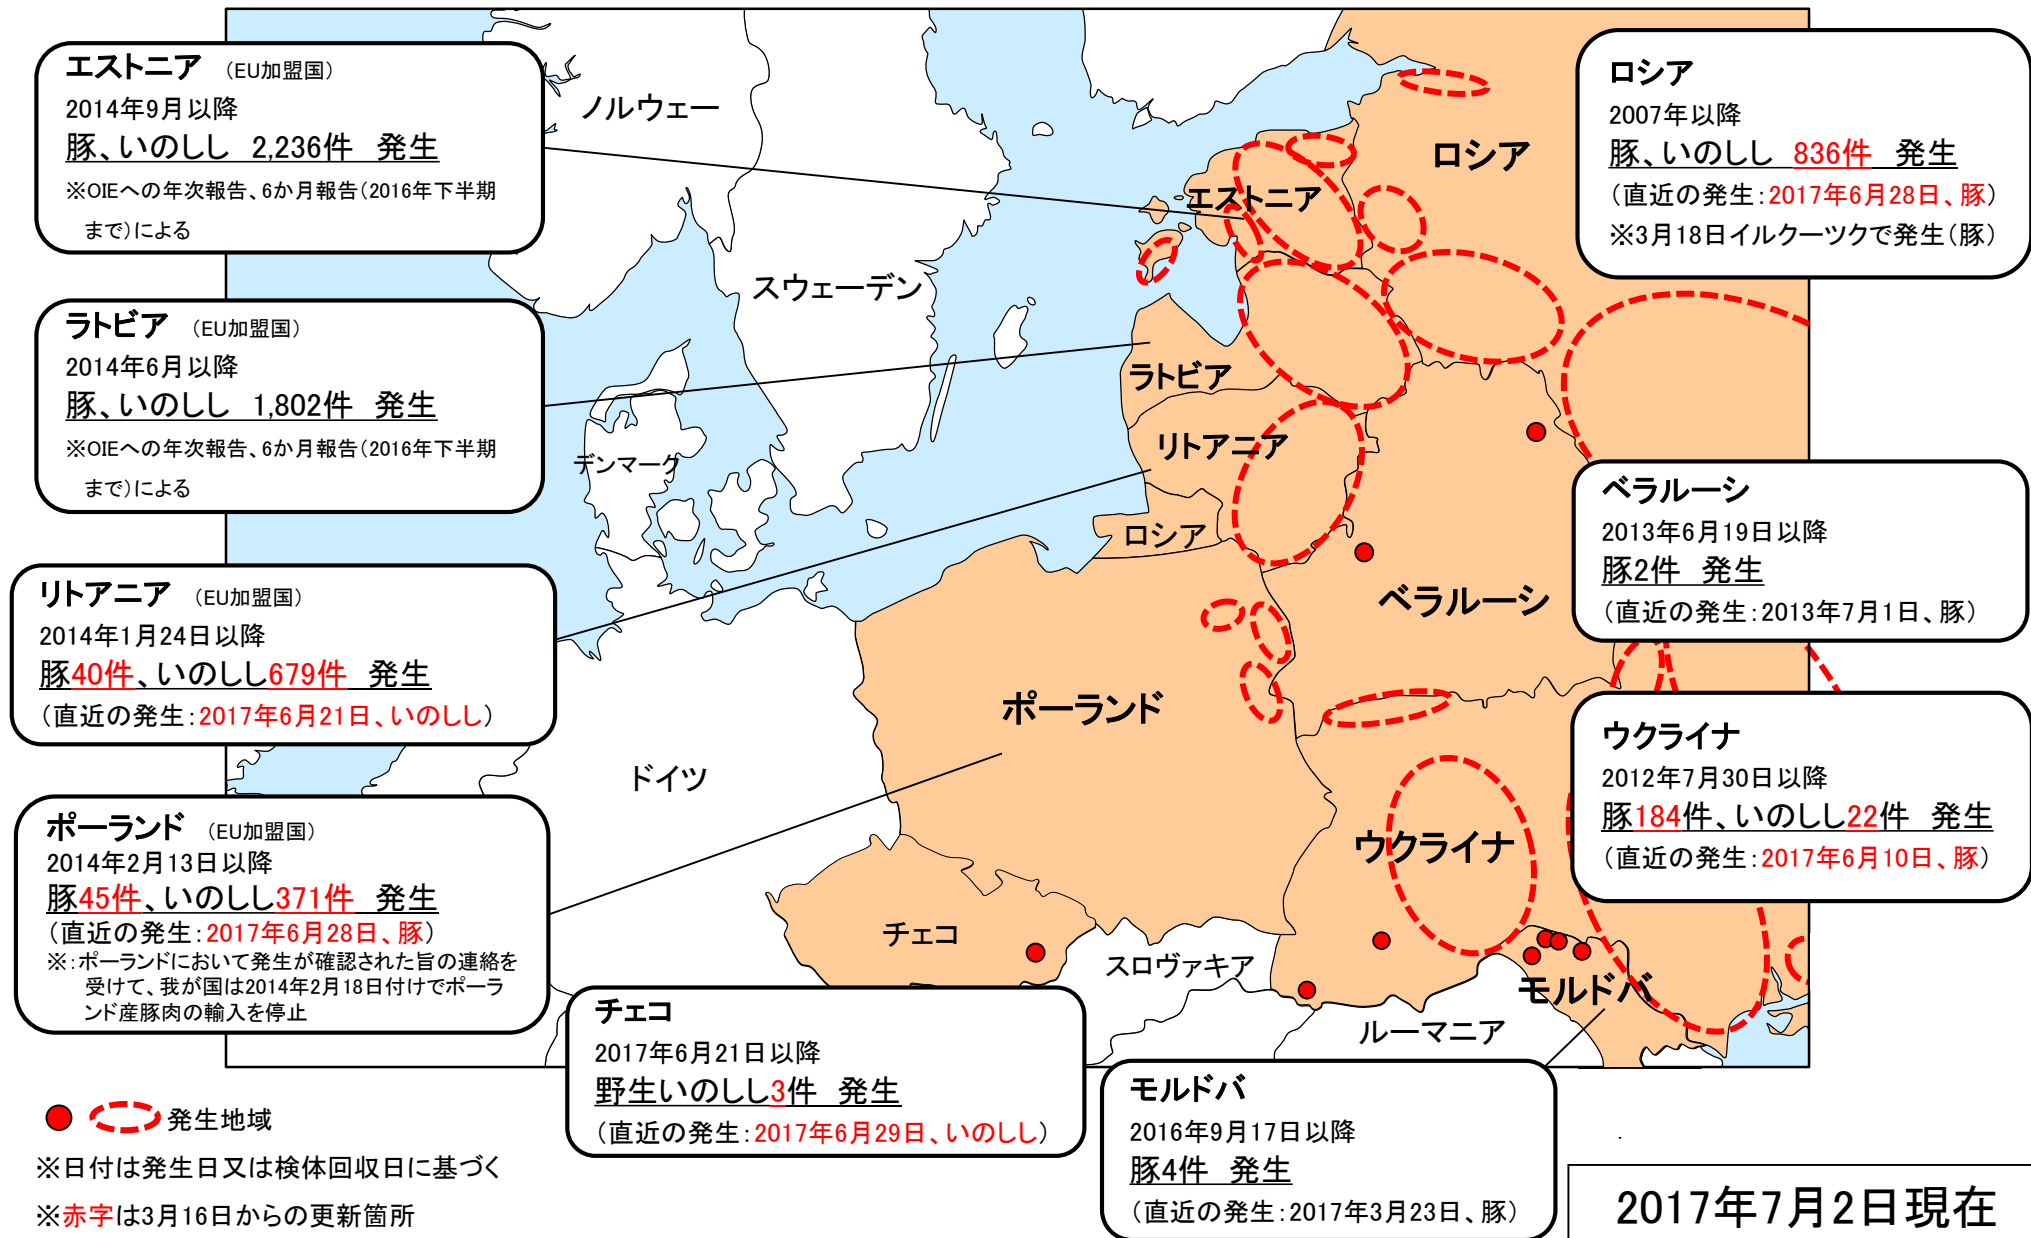 エストニア （EU加盟国）
2014年9月以降
豚、いのしし　2,236件　発生
※OIEへの年次報告、6か月報告（2016年下半期
まで）による
ラトビア （EU加盟国）
2014年6月以降
豚、いのしし　1,802件　発生
※OIEへの年次報告、6か月報告（2016年下半期
まで）による
リトアニア （EU加盟国）
2014年1月24日以降
豚40件、いのしし679件　発生
（直近の発生：2017年6月21日、いのしし）
ポーランド （EU加盟国）
2014年2月13日以降
豚45件、いのしし371件　発生
（直近の発生：2017年6月28日、豚）
※：ポーランドにおいて発生が確認された旨の連絡を
受けて、我が国は2014年2月18日付けでポーラ
ンド産豚肉の輸入を停止
チェコ
2017年6月21日以降
野生いのしし3件　発生
（直近の発生：2017年6月29日、いのしし）
モルドバ
2016年9月17日以降
豚4件　発生
（直近の発生：2017年3月23日、豚）
ロシア
2007年以降
豚、いのしし　836件　発生
（直近の発生：2017年6月28日、豚）
※3月18日イルクーツクで発生（豚）
ベラルーシ
2013年6月19日以降
豚2件　発生
（直近の発生：2013年7月1日、豚）
ウクライナ
2012年7月30日以降
豚184件、いのしし22件　発生
（直近の発生：2017年6月10日、豚）
ノルウェー
スウェーデン
デンマーク
ドイツ
エストニア
ロシア
ラトビア
リトアニア
ロシア
ベラルーシ
ポーランド
ウクライナ
チェコ
スロヴァキア
モルドバ
ルーマニア
発生地域
※日付は発生日又は検体回収日に基づく
※赤字は3月16日からの更新箇所
2017年7月2日現在